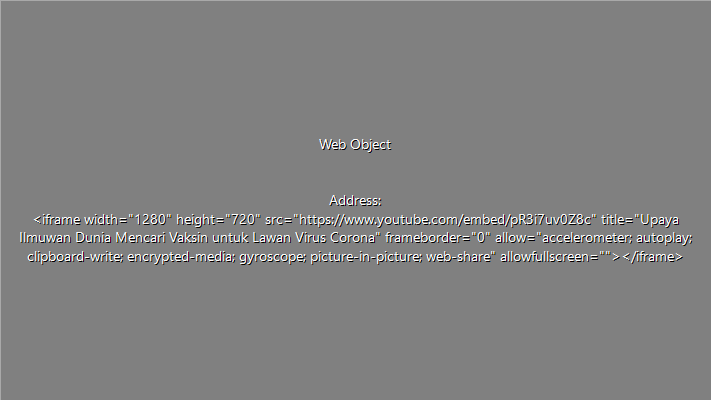 Web Object
Address:
<iframe width="1280" height="720" src="https://www.youtube.com/embed/pR3i7uv0Z8c" title="Upaya
Ilmuwan Dunia Mencari Vaksin untuk Lawan Virus Corona" frameborder="0" allow="accelerometer; autoplay;
clipboard-write; encrypted-media; gyroscope; picture-in-picture; web-share" allowfullscreen=""></iframe>